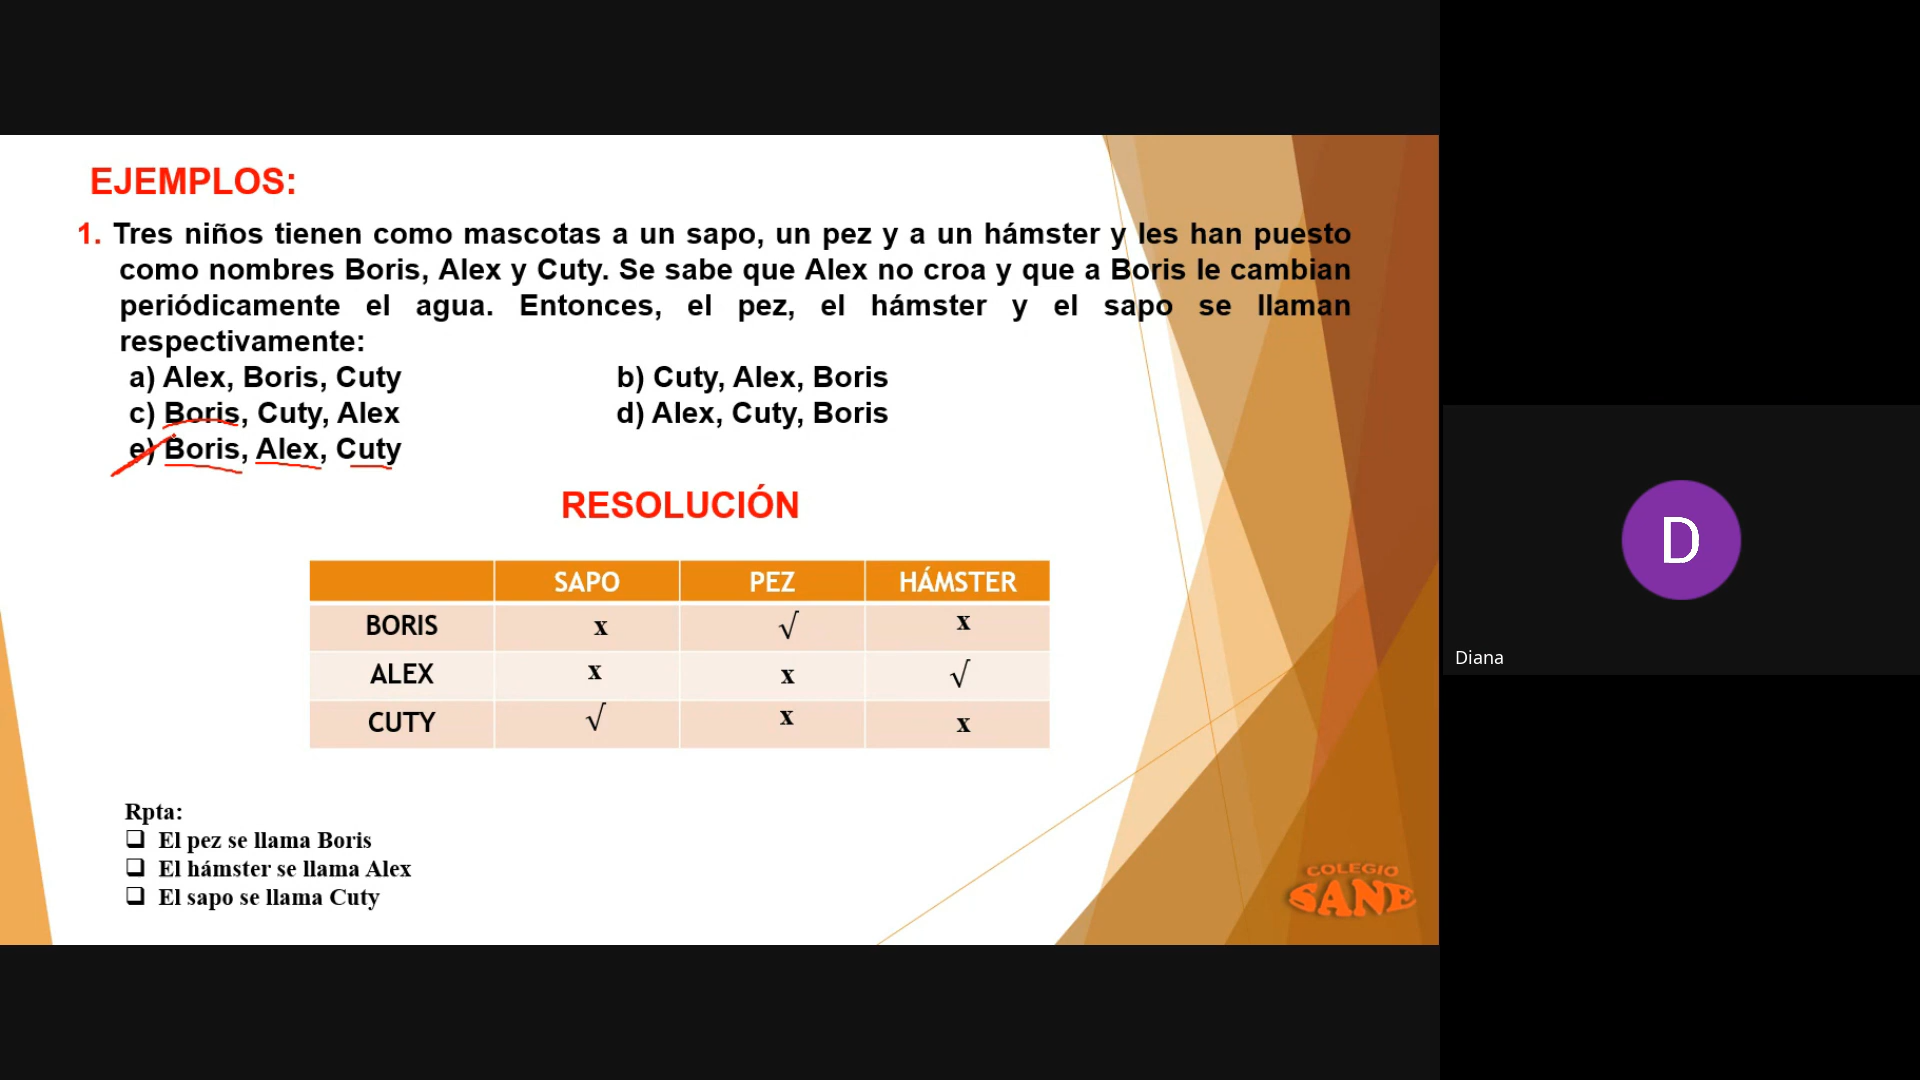 EJEMPLOS:
1. Tres niños tienen como mascotas a un sapo, un pez y a un hámster y les han puesto
como nombres Boris, Alex y Cuty. Se sabe que Alex no croa y que a Boris le cambian
periódicamente el agua. Entonces, el pez, el hámster y el sapo se llaman
respectivamente:
a) Alex, Boris, Cuty b) Cuty, Alex, Boris
c) Boris, Cuty, Alex d) Alex, Cuty, Boris
e) Boris, Alex, Cuty
RESOLUCIÓN
SAPO PEZ HÁMSTER
BORIS x √ x
ALEX x x √
CUTY √ x x
Rpta:
❑ El pez se llama Boris
❑ El hámster se llama Alex
❑ El sapo se llama Cuty
COLEGIO
SANE
D
Diana